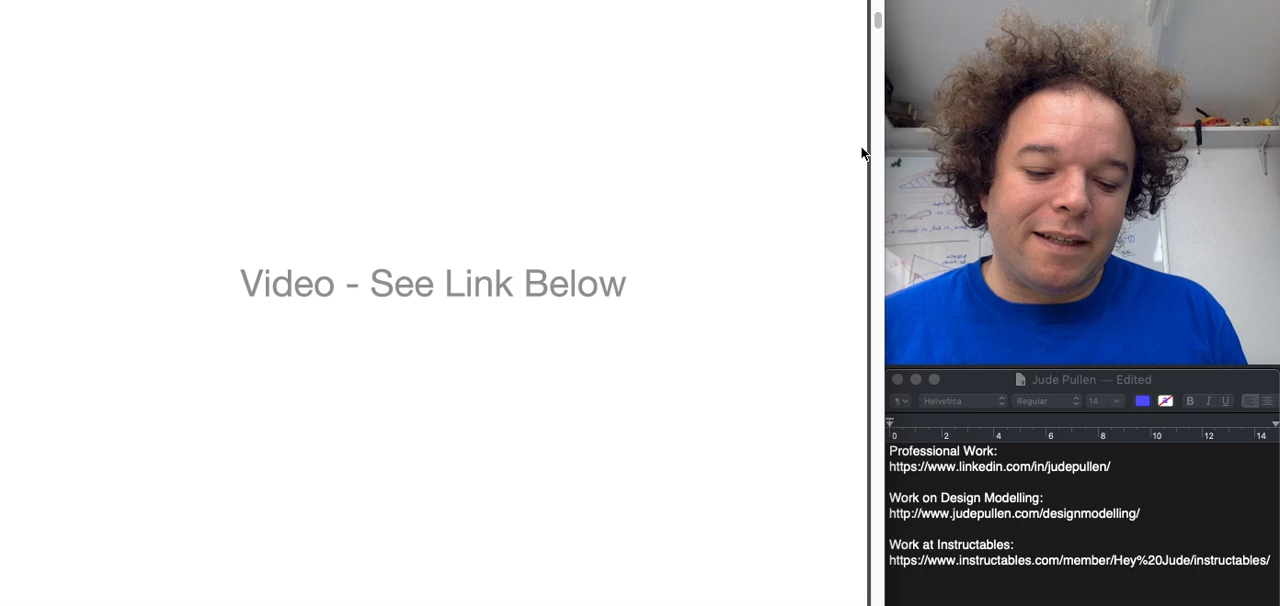 Video - See Link Below
Jude Pullen — Edited
Helvetica
Regular
14
B I U
0 2 4 6 8 10 12 14
Professional Work:
https://www.linkedin.com/in/judepullen/
Work on Design Modelling:
http://www.judepullen.com/designmodelling/
Work at Instructables:
https://www.instructables.com/member/Hey%20Jude/instructables/